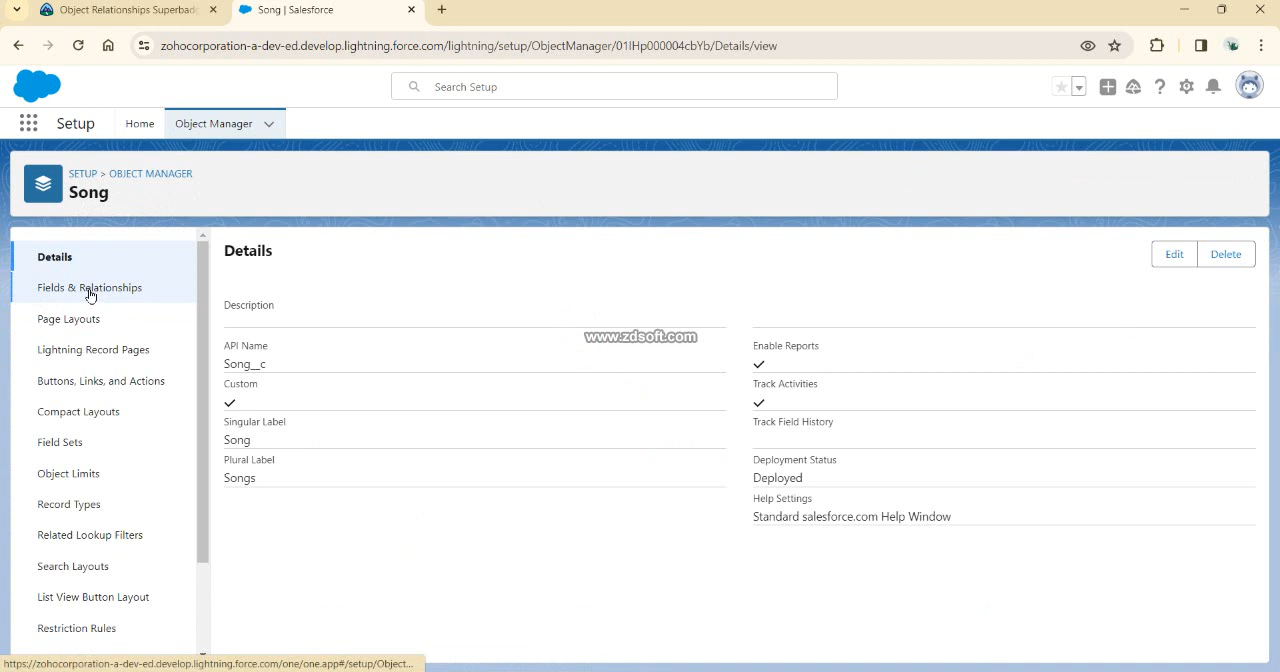 Object Relationships Superbad
Song | Salesforce
zohocorporation-a-dev-ed.develop.lightning.force.com/lightning/setup/ObjectManager/01IHp000004cbYb/Details/view
Search Setup
Setup
Home
Object Manager
SETUP > OBJECT MANAGER
Song
Details
Fields & Relationships
Page Layouts
Lightning Record Pages
Buttons, Links, and Actions
Compact Layouts
Field Sets
Object Limits
Record Types
Related Lookup Filters
Search Layouts
List View Button Layout
Restriction Rules
Details
Edit
Delete
Description
www.zdsoft.com
API Name
Song__c
Custom
Singular Label
Song
Plural Label
Songs
Enable Reports
Track Activities
Track Field History
Deployment Status
Deployed
Help Settings
Standard salesforce.com Help Window
https://zohocorporation-a-dev-ed.develop.lightning.force.com/one/one.app#/setup/Object...